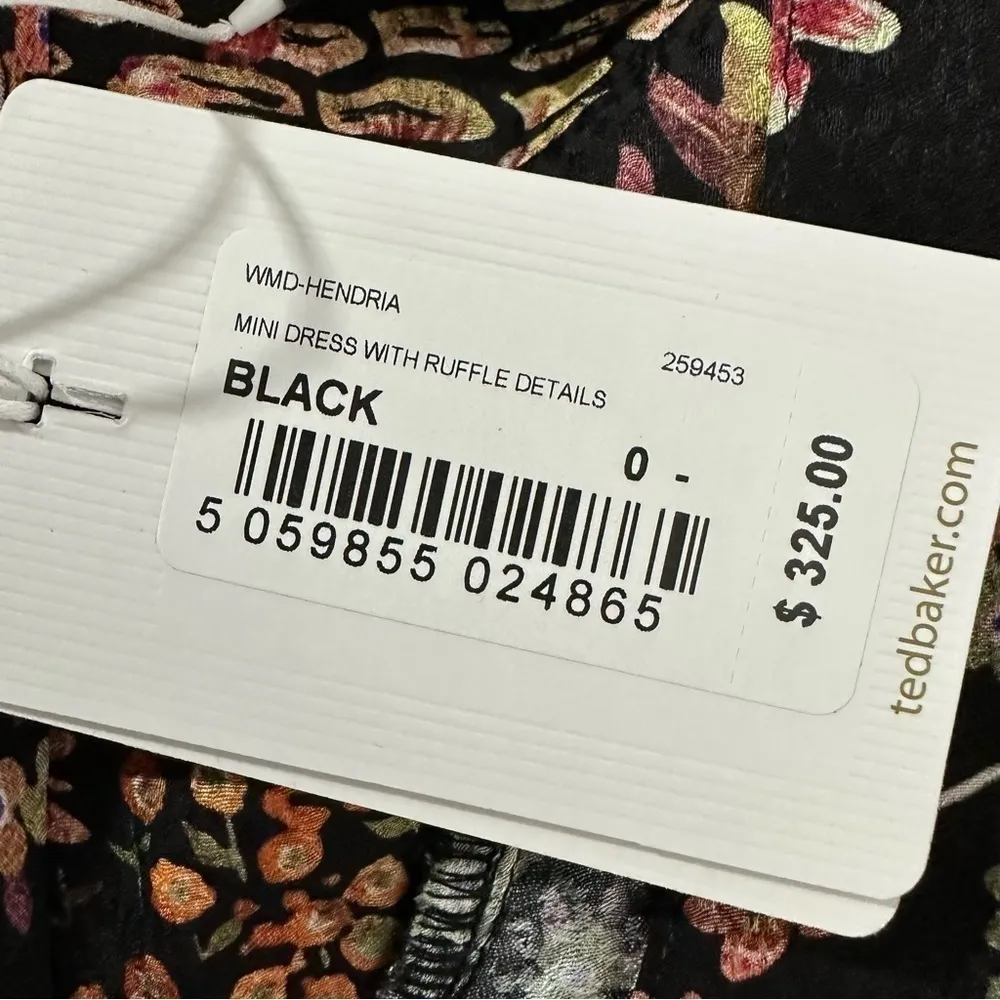 WMD-HENDRIA
MINI DRESS WITH RUFFLE DETAILS
259453
BLACK
0 -
5 059855 024865
$ 325.00
tedbaker.com